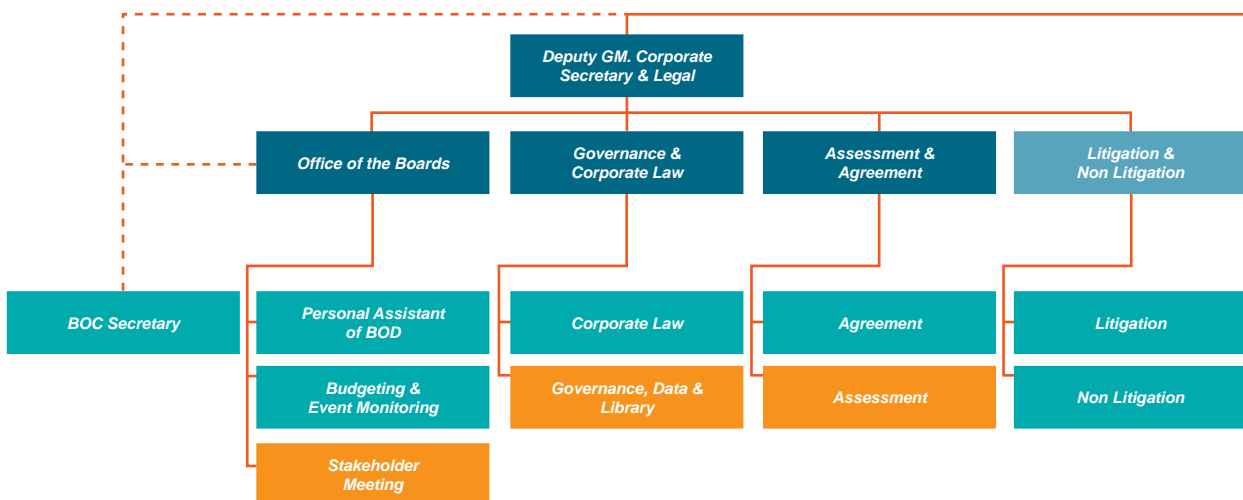 Deputy GM. Corporate
Secretary & Legal
Office of the Boards
Governance &
Corporate Law
Assessment &
Agreement
Litigation &
Non Litigation
BOC Secretary
Personal Assistant
of BOD
Corporate Law
Agreement
Litigation
Budgeting &
Event Monitoring
Governance, Data &
Library
Assessment
Non Litigation
Stakeholder
Meeting